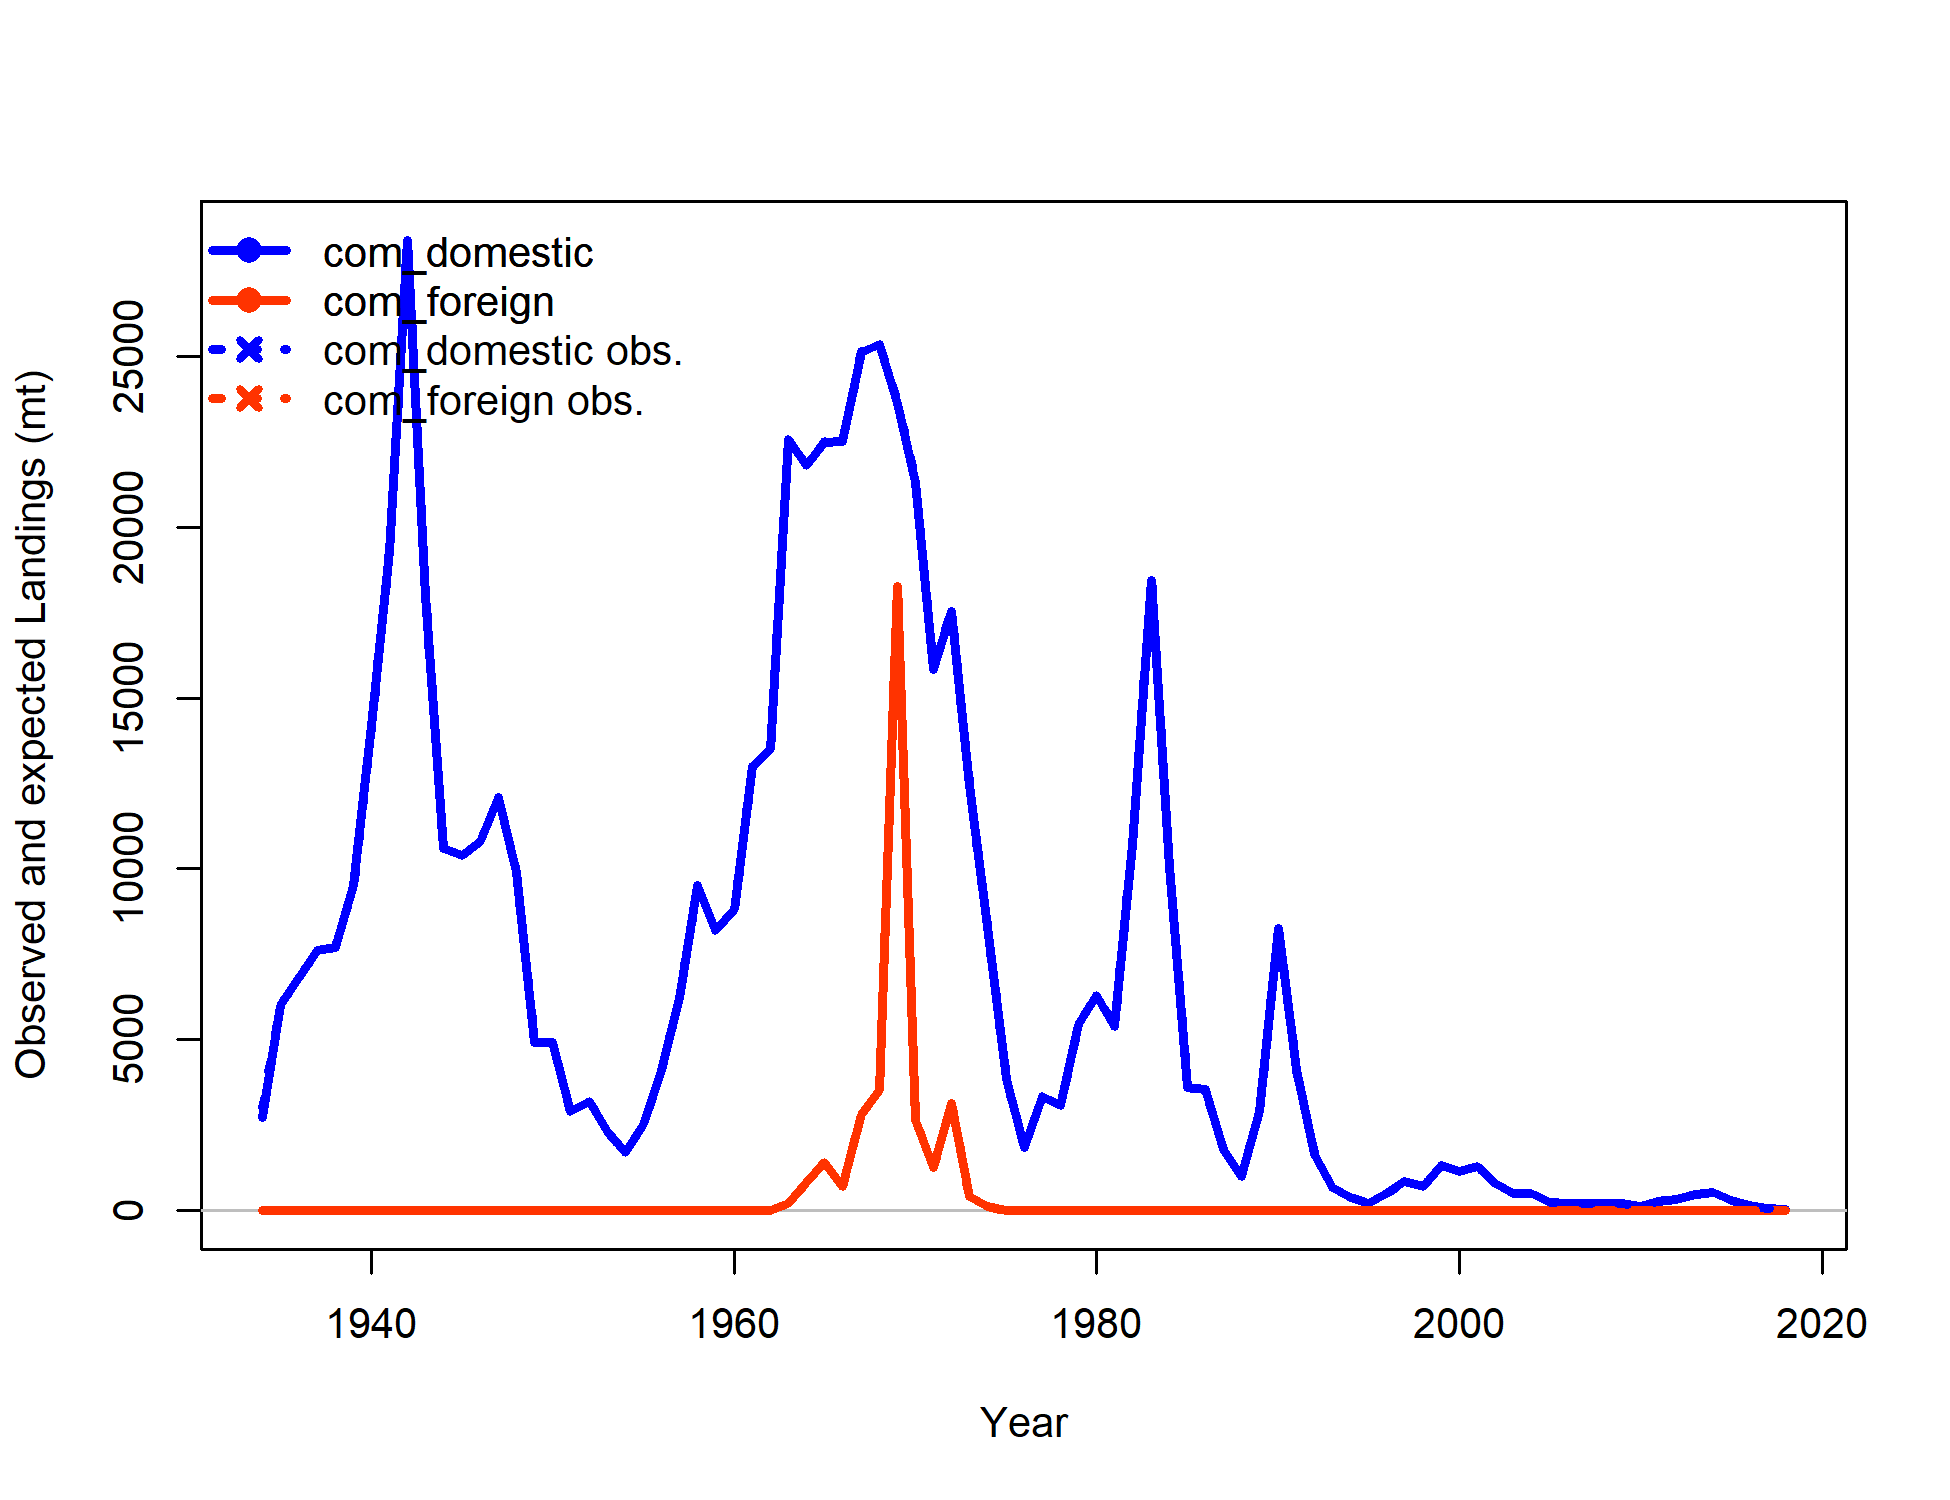 com_domestic
com_foreign
com_domestic obs.
com_foreign obs.
Observed and expected Landings (mt)
25000
20000
15000
10000
5000
0
1940 1960 1980 2000 2020
Year